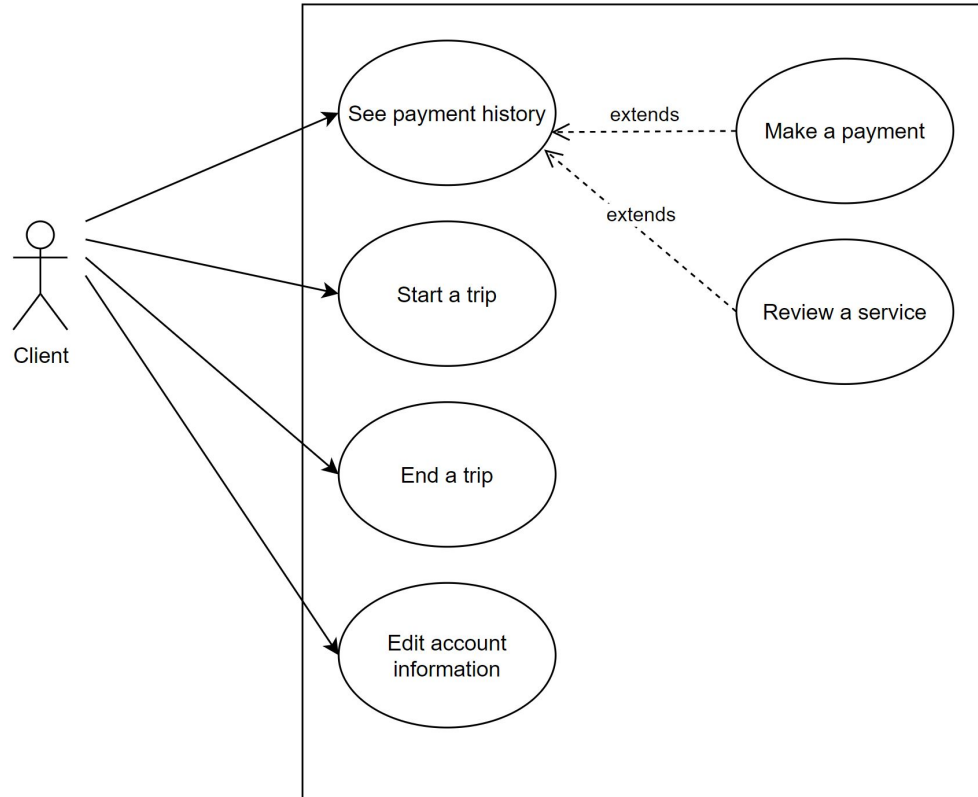 See payment history
extends
Make a payment
extends
Start a trip
Review a service
Client
End a trip
Edit account
information